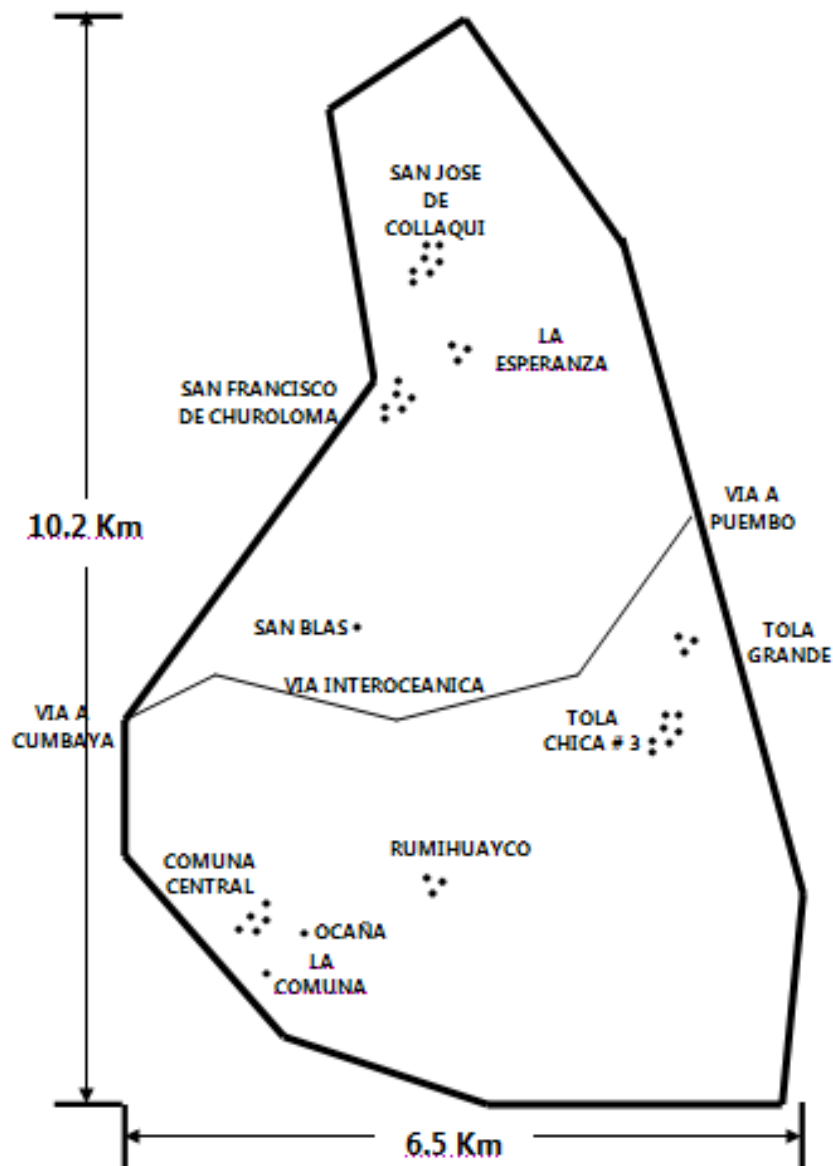 SAN JOSE
DE
COLLAQUI
LA
ESPERANZA
SAN FRANCISCO
DE CHUROLOMA
VIA A
PUEMBO
10.2 Km
SAN BLAS
TOLA
GRANDE
VIA INTEROCEANICA
VIA A
CUMBAYA
TOLA
CHICA # 3
RUMIHUAYCO
COMUNA
CENTRAL
OCAÑA
LA
COMUNA
6.5 Km